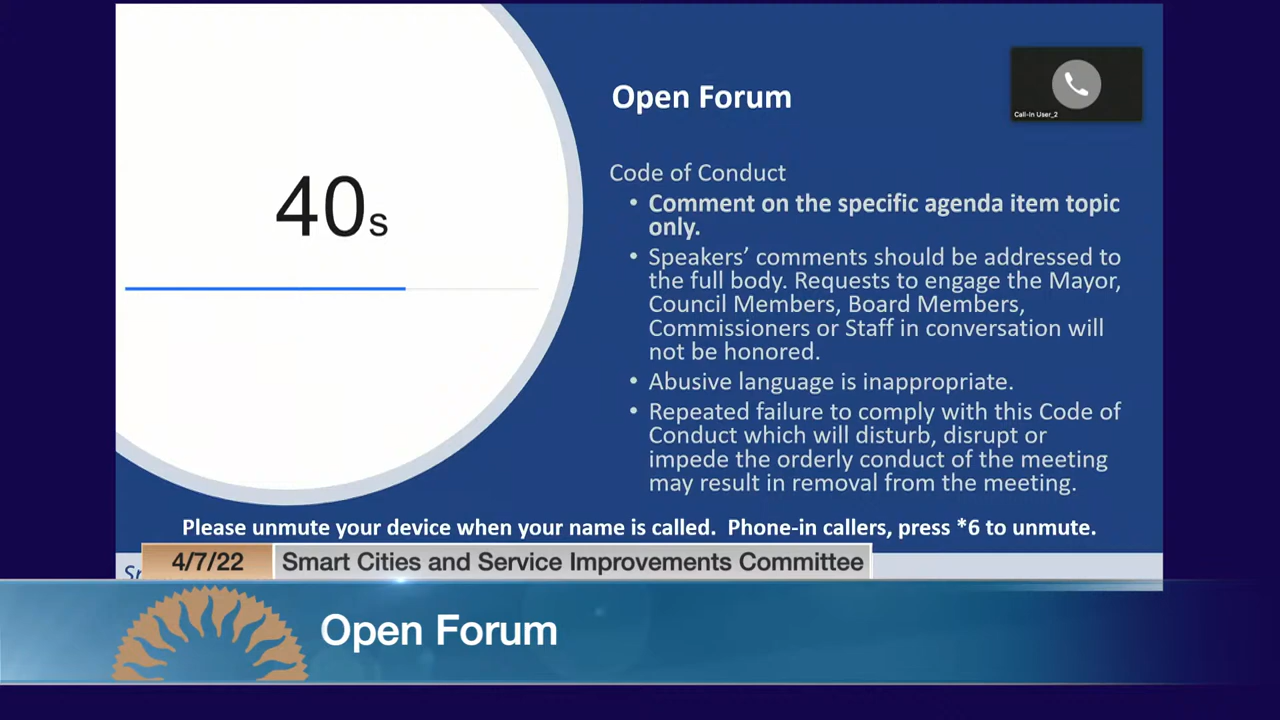 40s
Open Forum
Call-In User_2
Code of Conduct
• Comment on the specific agenda item topic
only.
• Speakers’ comments should be addressed to
the full body. Requests to engage the Mayor,
Council Members, Board Members,
Commissioners or Staff in conversation will
not be honored.
• Abusive language is inappropriate.
• Repeated failure to comply with this Code of
Conduct which will disturb, disrupt or
impede the orderly conduct of the meeting
may result in removal from the meeting.
Please unmute your device when your name is called. Phone-in callers, press *6 to unmute.
4/7/22 Smart Cities and Service Improvements Committee
Open Forum